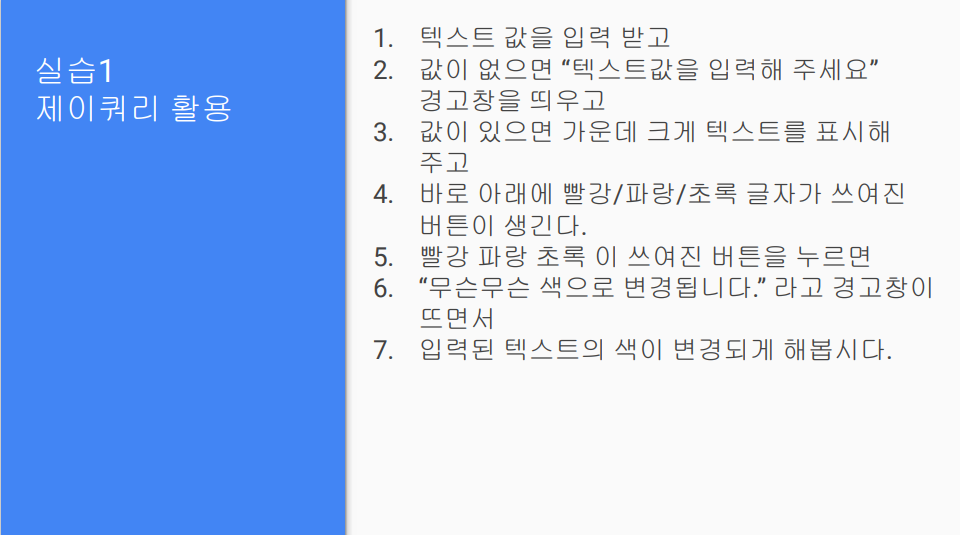 실습1
제이쿼리 활용
1. 텍스트 값을 입력 받고
2. 값이 없으면 “텍스트값을 입력해 주세요”
경고창을 띄우고
3. 값이 있으면 가운데 크게 텍스트를 표시해
주고
4. 바로 아래에 빨강/파랑/초록 글자가 쓰여진
버튼이 생긴다.
5. 빨강 파랑 초록 이 쓰여진 버튼을 누르면
6. “무슨무슨 색으로 변경됩니다.” 라고 경고창이
뜨면서
7. 입력된 텍스트의 색이 변경되게 해봅시다.